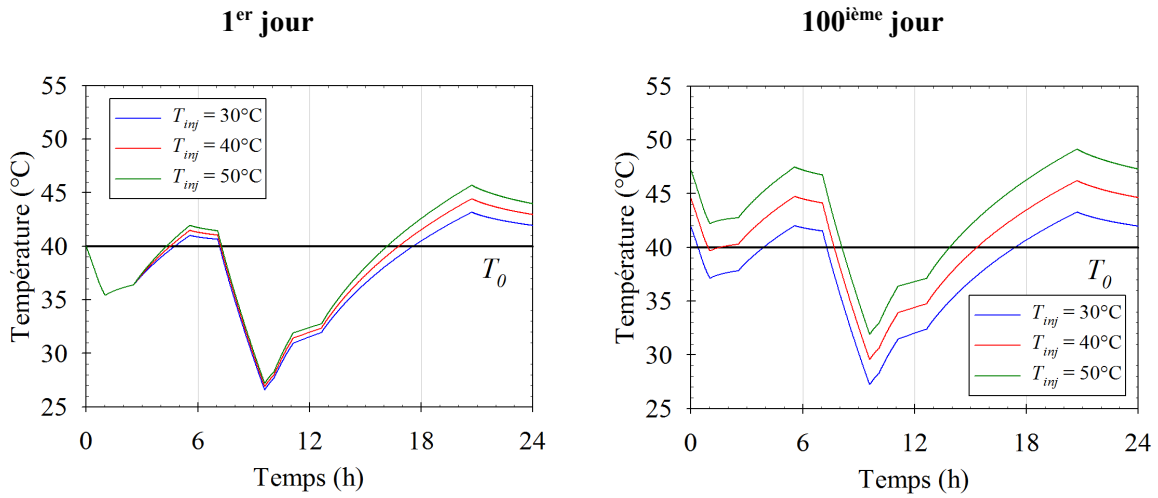 1er jour
100ième jour
Température (°C)
55
50
45
40
35
30
25
Tinj = 30°C
Tinj = 40°C
Tinj = 50°C
T0
0
6
12
18
24
Temps (h)
Température (°C)
55
50
45
40
35
30
25
T0
Tinj = 30°C
Tinj = 40°C
Tinj = 50°C
0
6
12
18
24
Temps (h)